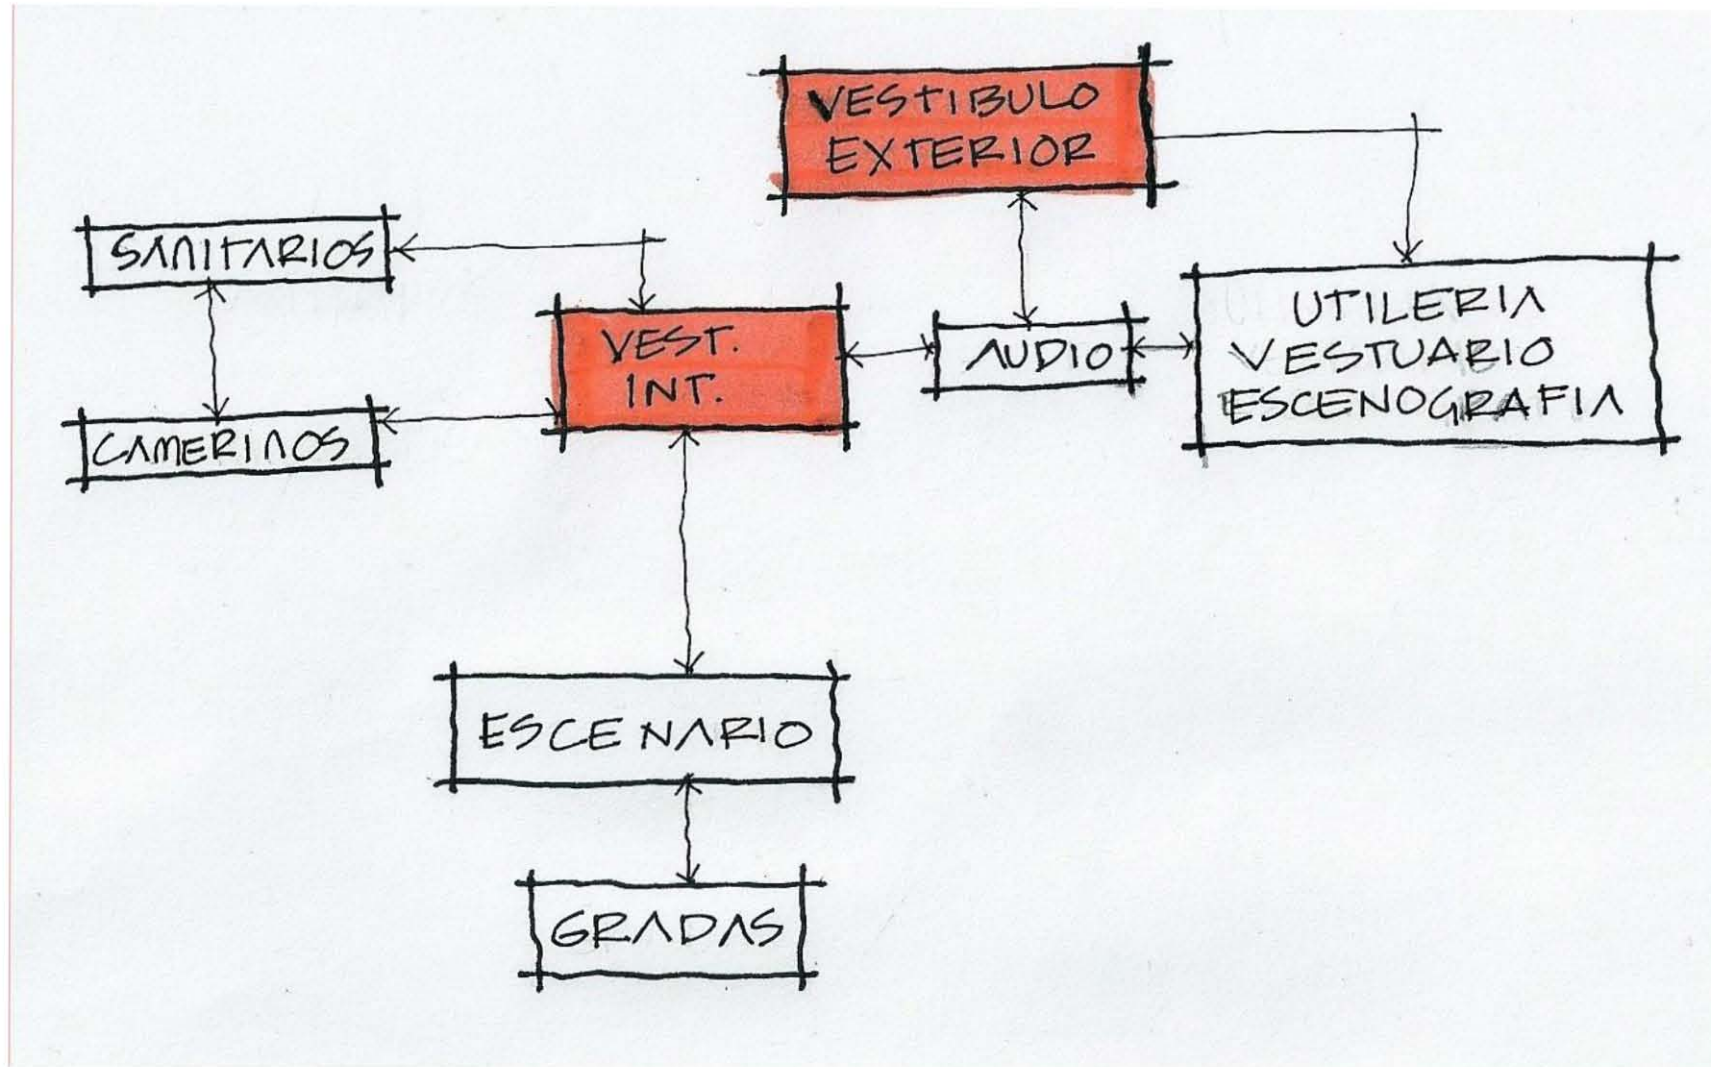 VESTIBULO
EXTERIOR
SANITARIOS
VEST.
INT.
AUDIO
UTILERIA
VESTUARIO
ESCENOGRAFIA
CAMERINOS
ESCENARIO
GRADAS